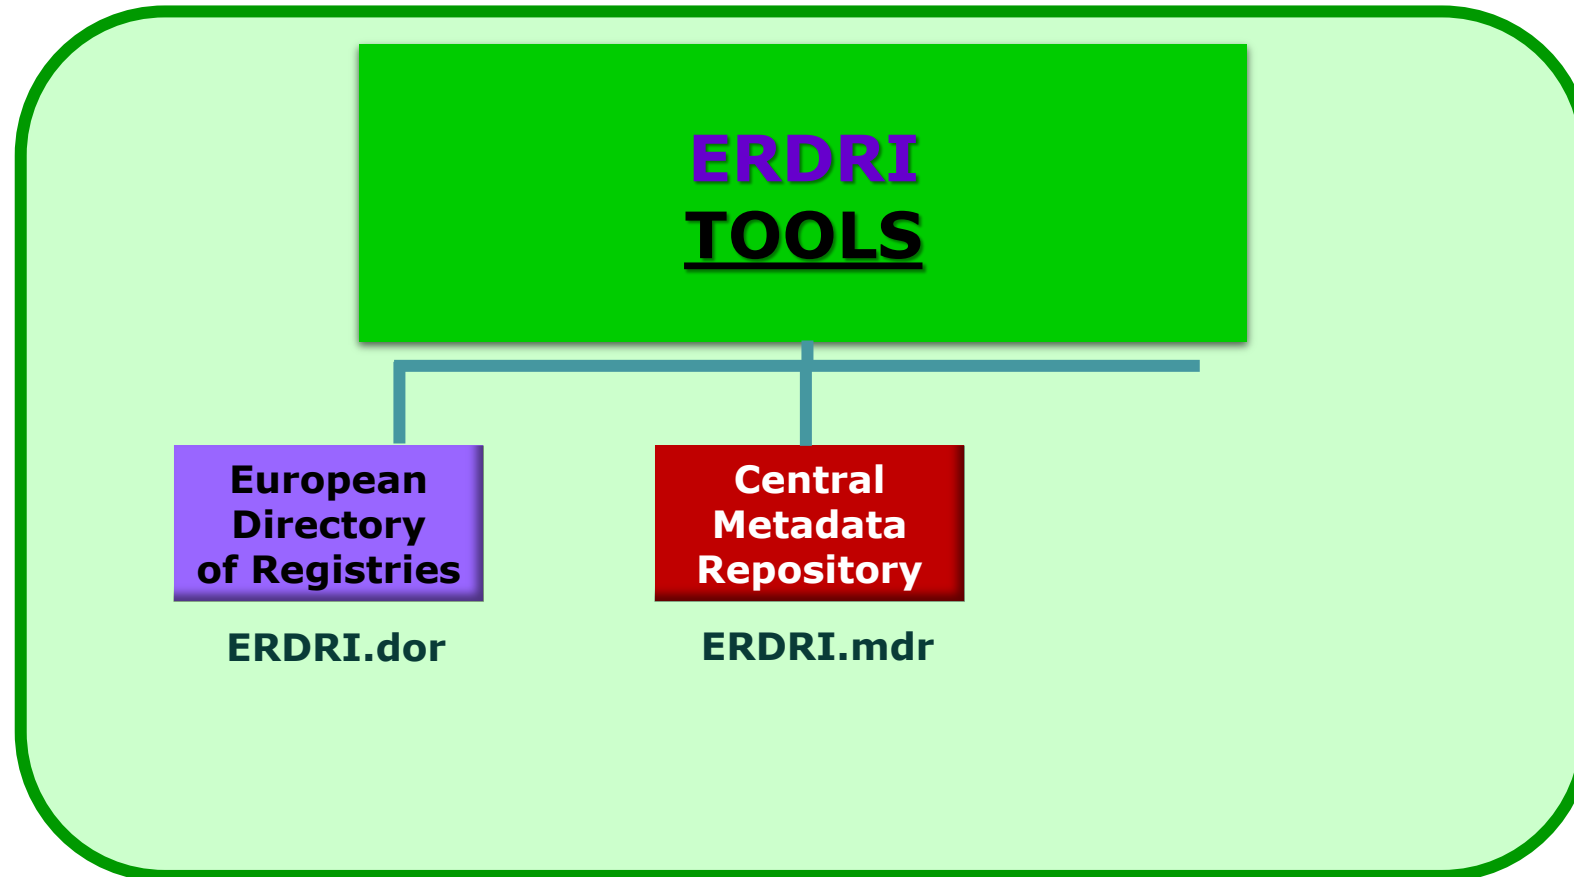 ERDRI
TOOLS
European
Directory
of Registries
ERDRI.dor
Central
Metadata
Repository
ERDRI.mdr